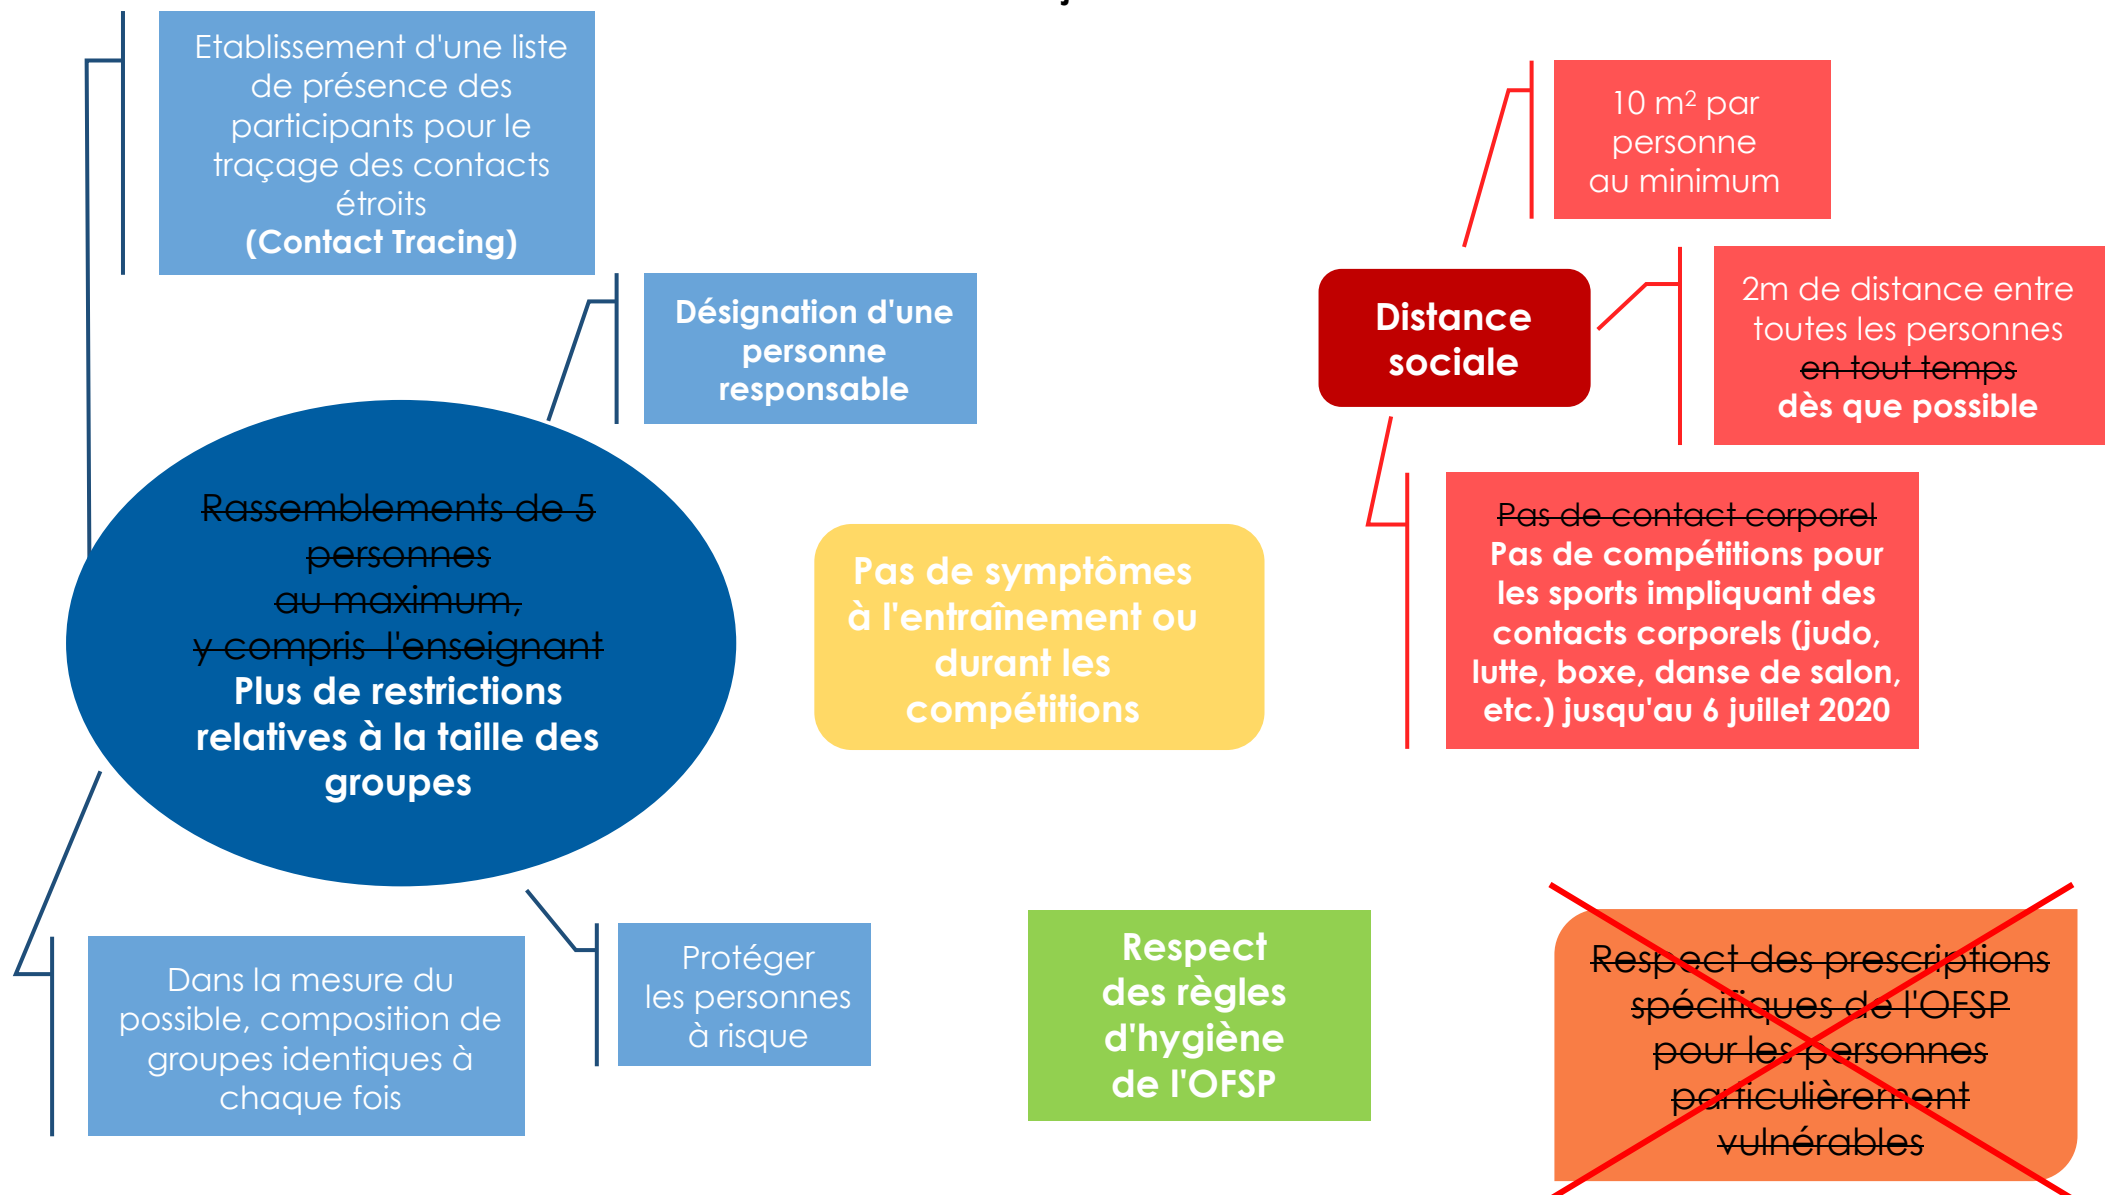 Etablissement d'une liste
de présence des
participants pour le
traçage des contacts
étroits
(Contact Tracing)
Désignation d'une
personne
responsable
Rassemblements de 5
personnes
au maximum,
y compris l'enseignant
Plus de restrictions
relatives à la taille des
groupes
Dans la mesure du
possible, composition de
groupes identiques à
chaque fois
Protéger
les personnes
à risque
Pas de symptômes
à l'entraînement ou
durant les
compétitions
Respect
des règles
d'hygiène
de l'OFSP
Distance
sociale
10 m² par
personne
au minimum
2m de distance entre
toutes les personnes
en tout temps
dès que possible
Pas de contact corporel
Pas de compétitions pour
les sports impliquant des
contacts corporels (judo,
lutte, boxe, danse de salon,
etc.) jusqu'au 6 juillet 2020
Respect des prescriptions
spécifiques de l'OFSP
pour les personnes
particulièrement
vulnérables